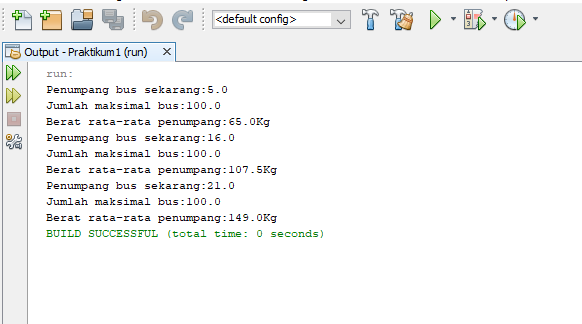 <default config>
Output - Praktikum1 (run)
run:
Penumpang bus sekarang:5.0
Jumlah maksimal bus:100.0
Berat rata-rata penumpang:65.0Kg
Penumpang bus sekarang:16.0
Jumlah maksimal bus:100.0
Berat rata-rata penumpang:107.5Kg
Penumpang bus sekarang:21.0
Jumlah maksimal bus:100.0
Berat rata-rata penumpang:149.0Kg
BUILD SUCCESSFUL (total time: 0 seconds)